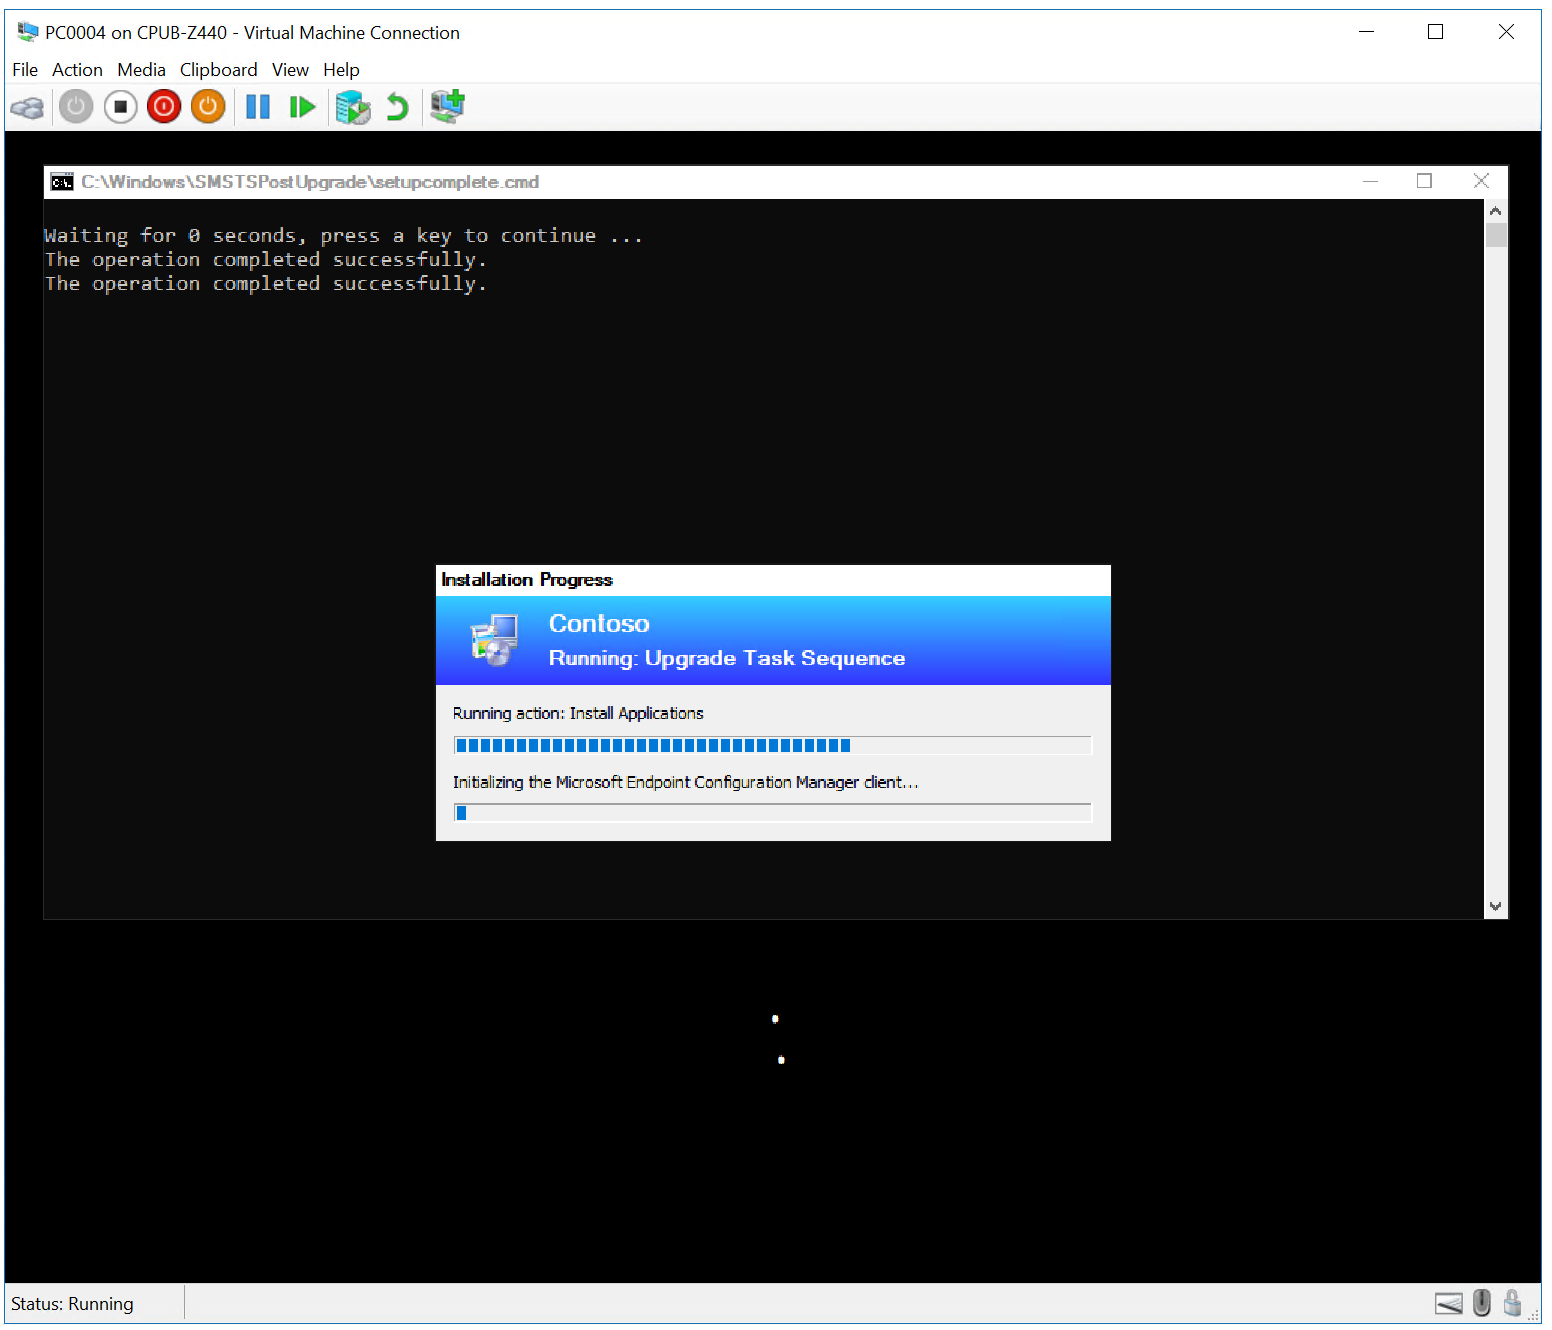 PC0004 on CPUB-Z440 - Virtual Machine Connection
File Action Media Clipboard View Help
C:\Windows\SMSTSPostUpgrade\setupcomplete.cmd
Waiting for 0 seconds, press a key to continue ...
The operation completed successfully.
The operation completed successfully.
Installation Progress
Contoso
Running: Upgrade Task Sequence
Running action: Install Applications
Initializing the Microsoft Endpoint Configuration Manager client...
Status: Running